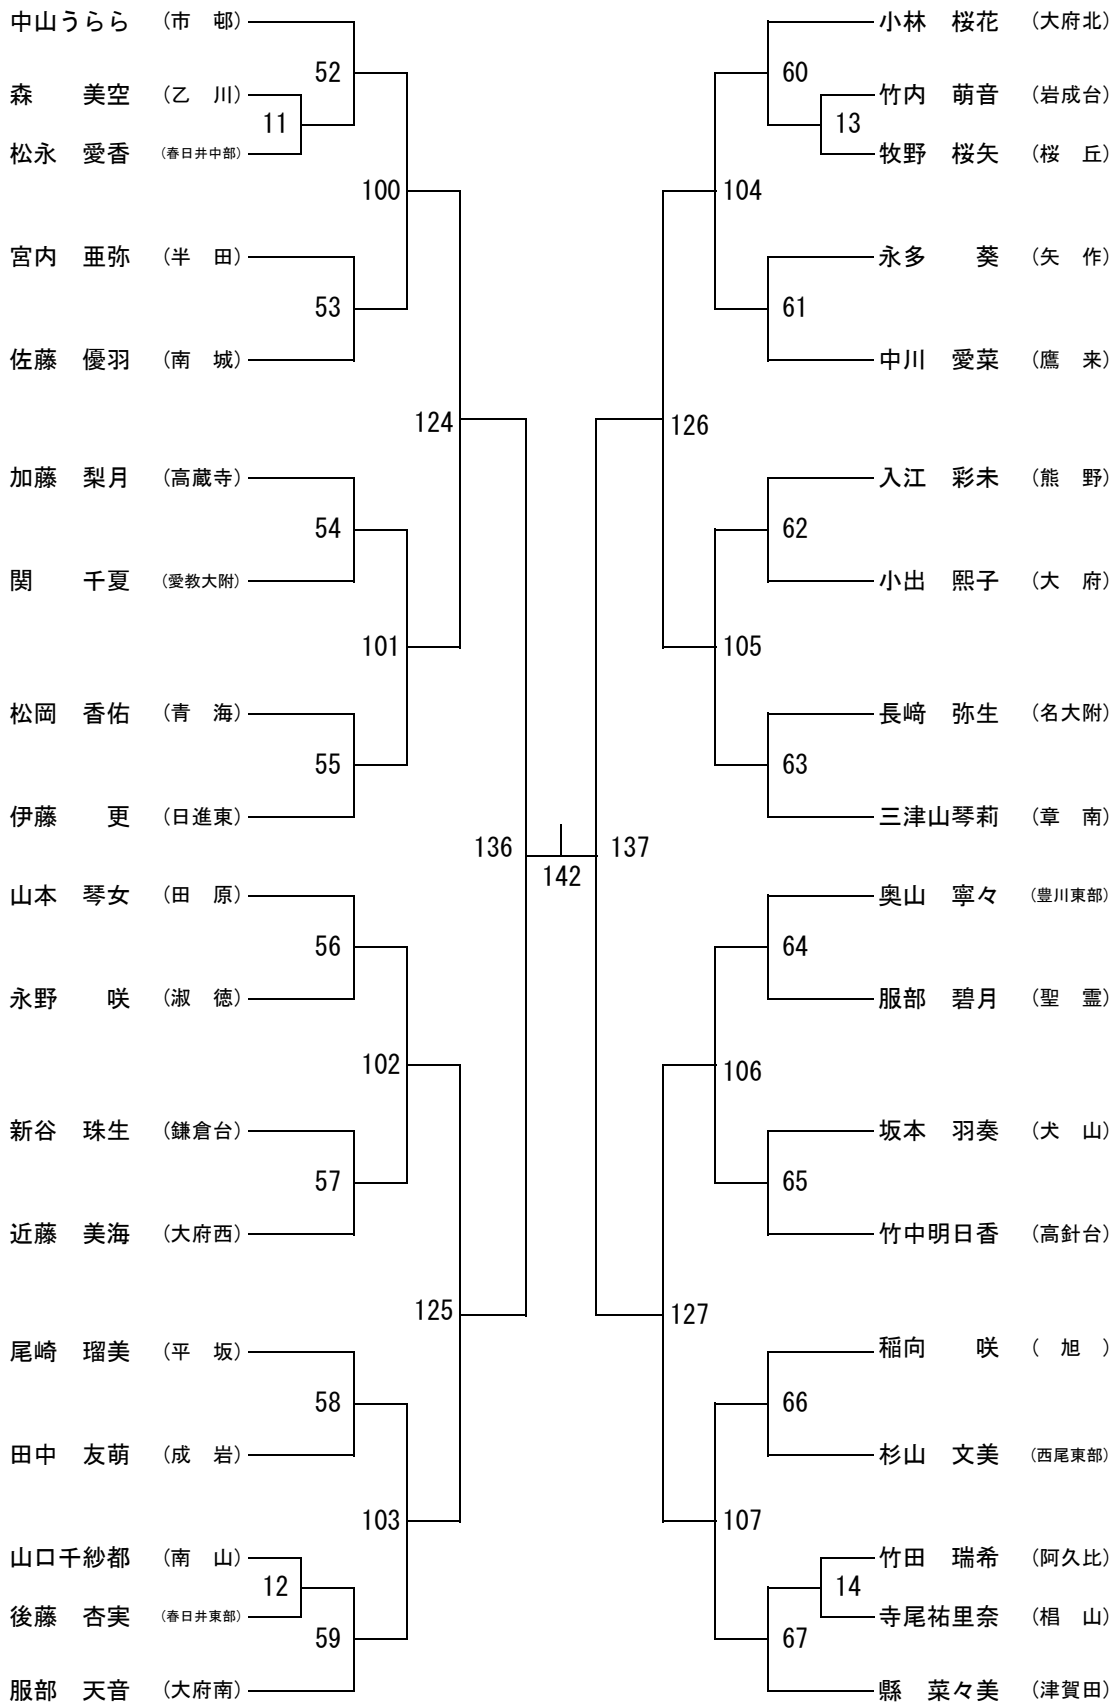 中山うらら （市　邨）
52
森　　美空 （乙　川）
11
松永　愛香 （春日井中部）
100
宮内　亜弥 （半　田）
53
佐藤　優羽 （南　城）
124
加藤　梨月 （高蔵寺）
54
関　　千夏 （愛教大附）
101
松岡　香佑 （青　海）
55
伊藤　　更 （日進東）
136
142
山本　琴女 （田　原）
56
永野　　咲 （淑　徳）
102
新谷　珠生 （鎌倉台）
57
近藤　美海 （大府西）
125
尾崎　瑠美 （平　坂）
58
田中　友萌 （成　岩）
103
山口千紗都 （南　山）
12
後藤　杏実 （春日井東部）
59
服部　天音 （大府南）
小林　桜花 （大府北）
60
竹内　萌音 （岩成台）
13
牧野　桜矢 （桜　丘）
104
永多　　葵 （矢　作）
61
中川　愛菜 （鷹　来）
126
入江　彩未 （熊　野）
62
小出　熙子 （大　府）
105
長﨑　弥生 （名大附）
63
三津山琴莉 （章　南）
137
奥山　寧々 （豊川東部）
64
服部　碧月 （聖　霊）
106
坂本　羽奏 （犬　山）
65
竹中明日香 （高針台）
127
稲向　　咲 （　旭　）
66
杉山　文美 （西尾東部）
107
竹田　瑞希 （阿久比）
14
寺尾祐里奈 （椙　山）
67
縣　菜々美 （津賀田）